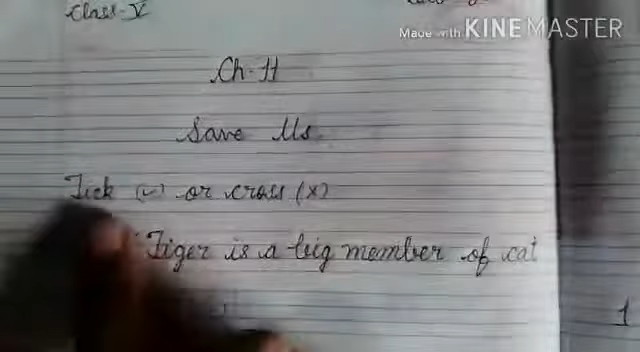 Class-V
Made with KINEMASTER
Ch-11
Save Us.
Tick (✓) or cross (x)
Tiger is a big member of cat
1